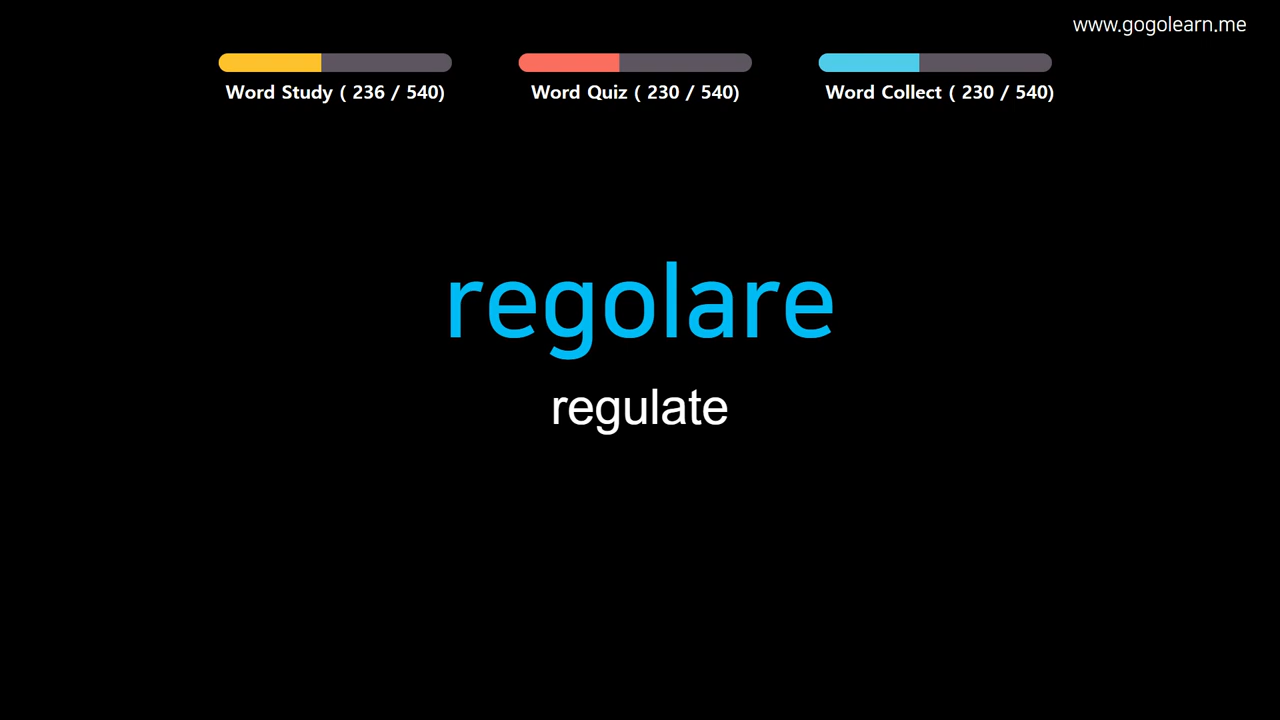 www.gogolearn.me
Word Study ( 236 / 540)
Word Quiz ( 230 / 540)
Word Collect ( 230 / 540)
regolare
regulate